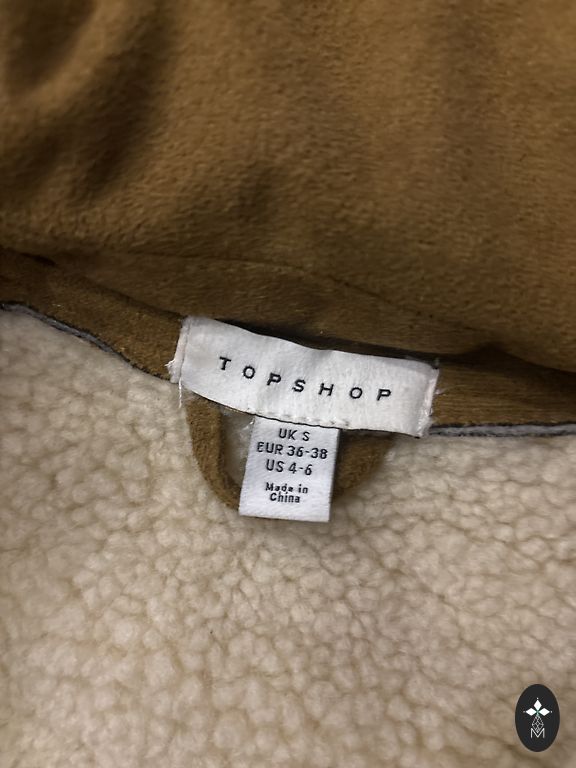 TOPSHOP
UK S
EUR 36-38
US 4-6
Made in
China
M